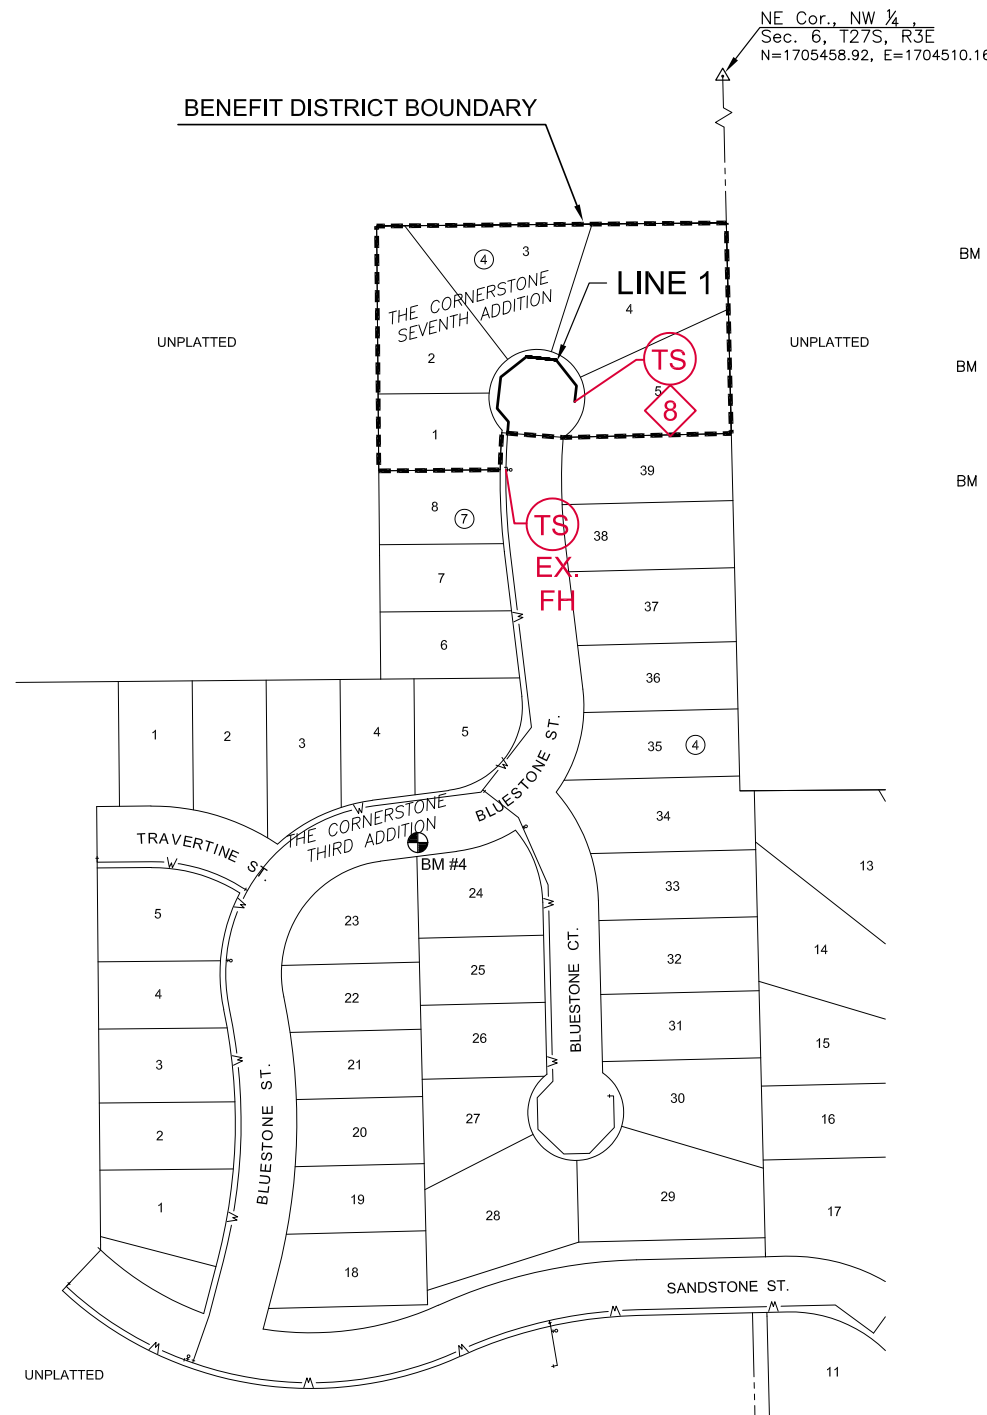 NE Cor., NW ¼ ,
Sec. 6, T27S, R3E
N=1705458.92, E=1704510.16
BENEFIT DISTRICT BOUNDARY
BM
BM
BM
UNPLATTED
UNPLATTED
4
3
THE CORNERSTONE
SEVENTH ADDITION
LINE 1
4
2
TS
5
8
1
39
8
7
TS
EX.
FH
38
7
37
W
6
36
1
2
3
4
5
35
4
BLUESTONE ST.
W
W
THE CORNERSTONE
THIRD ADDITION
BM #4
34
TRAVERTINE ST.
W
13
33
24
W
W
5
23
BLUESTONE CT.
14
32
25
4
22
31
26
15
W
W
3
21
30
27
16
BLUESTONE ST.
2
20
29
19
28
17
1
W
18
SANDSTONE ST.
W
W
W
W
W
UNPLATTED
11